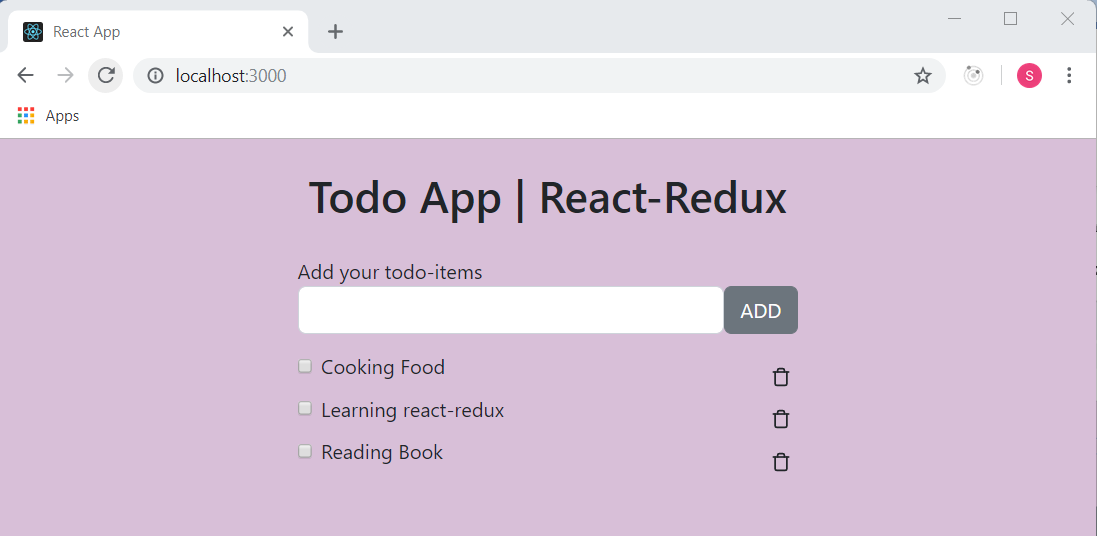 React App
localhost:3000
S
Apps
Todo App | React-Redux
Add your todo-items
ADD
Cooking Food
Learning react-redux
Reading Book